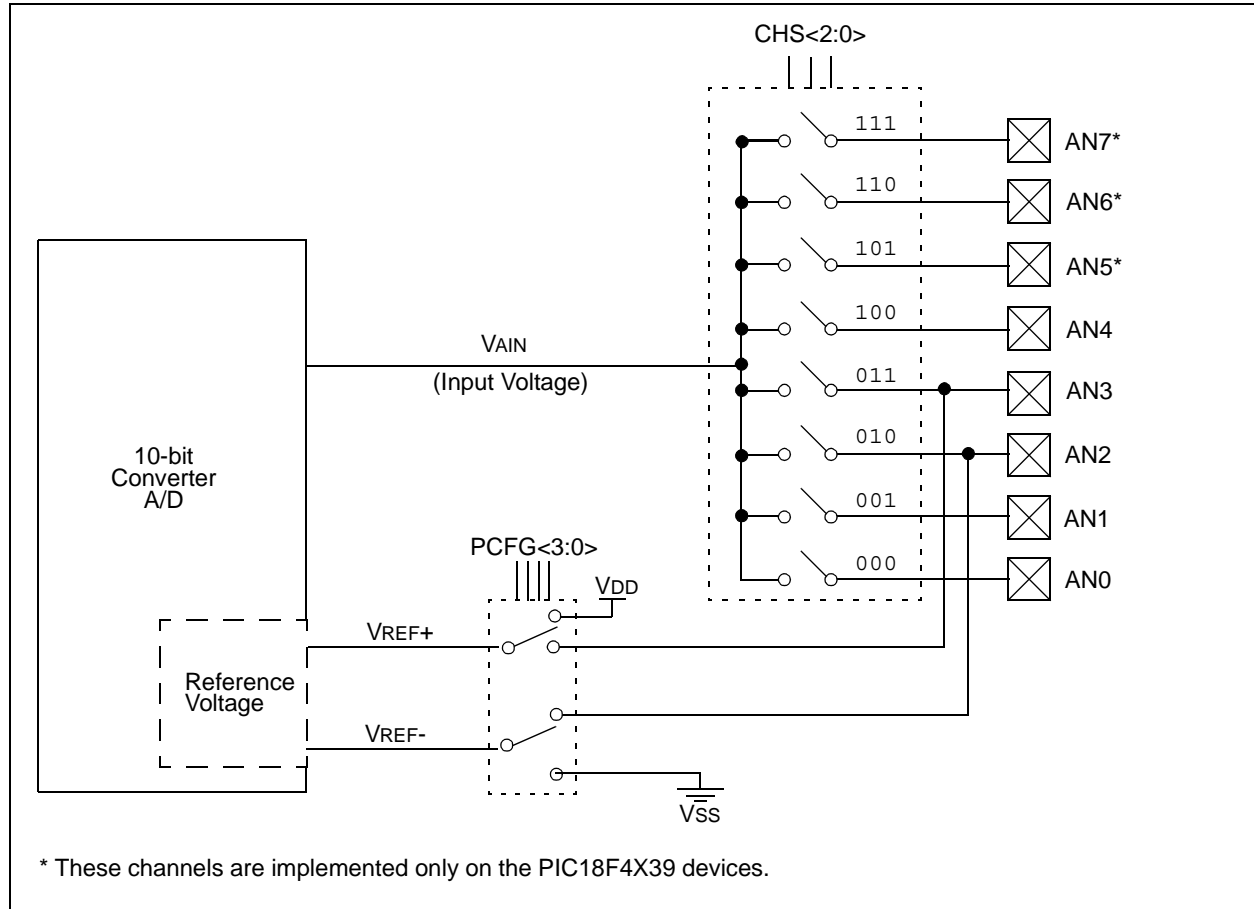 CHS<2:0>
111
AN7*
110
AN6*
101
AN5*
100
AN4
VAIN
(Input Voltage)
011
AN3
010
AN2
10-bit
Converter
A/D
001
AN1
PCFG<3:0>
000
AN0
VDD
VREF+
Reference
Voltage
VREF-
VSS
* These channels are implemented only on the PIC18F4X39 devices.